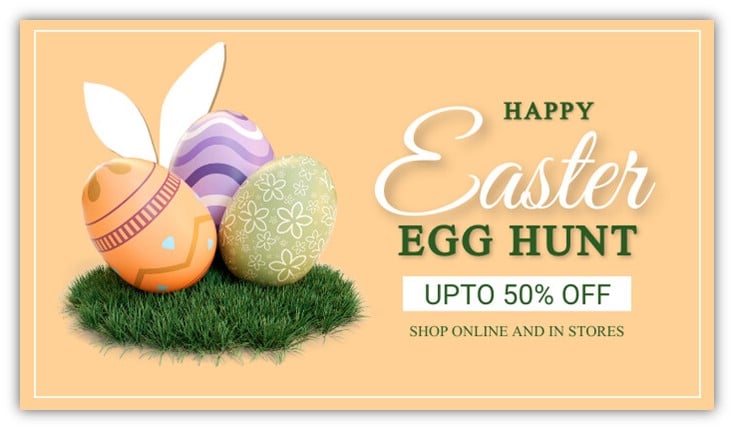 HAPPY
Easter
EGG HUNT
UPTO 50% OFF
SHOP ONLINE AND IN STORES